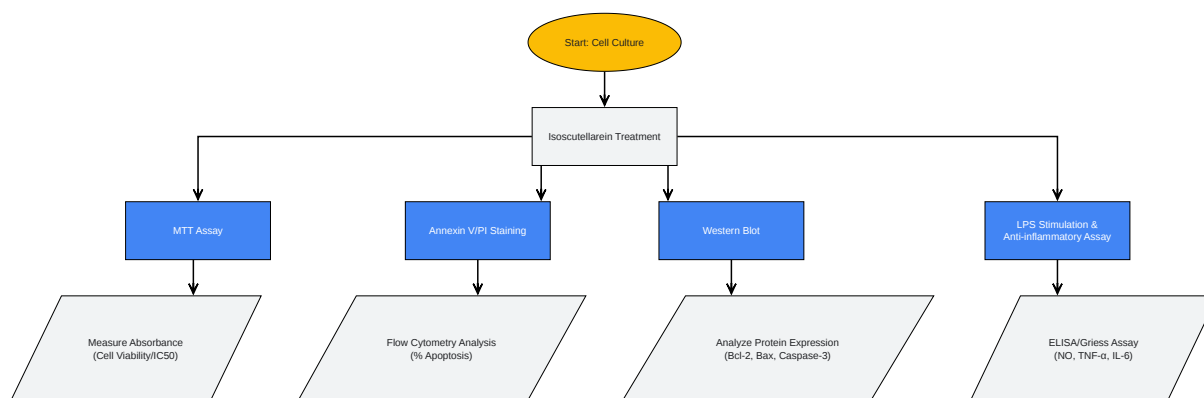 Start: Cell Culture
Isoscutellarein Treatment
MTT Assay
Annexin V/PI Staining
Western Blot
LPS Stimulation &
Anti-inflammatory Assay
Measure Absorbance
(Cell Viability/IC50)
Flow Cytometry Analysis
(% Apoptosis)
Analyze Protein Expression
(Bcl-2, Bax, Caspase-3)
ELISA/Griess Assay
(NO, TNF-α, IL-6)